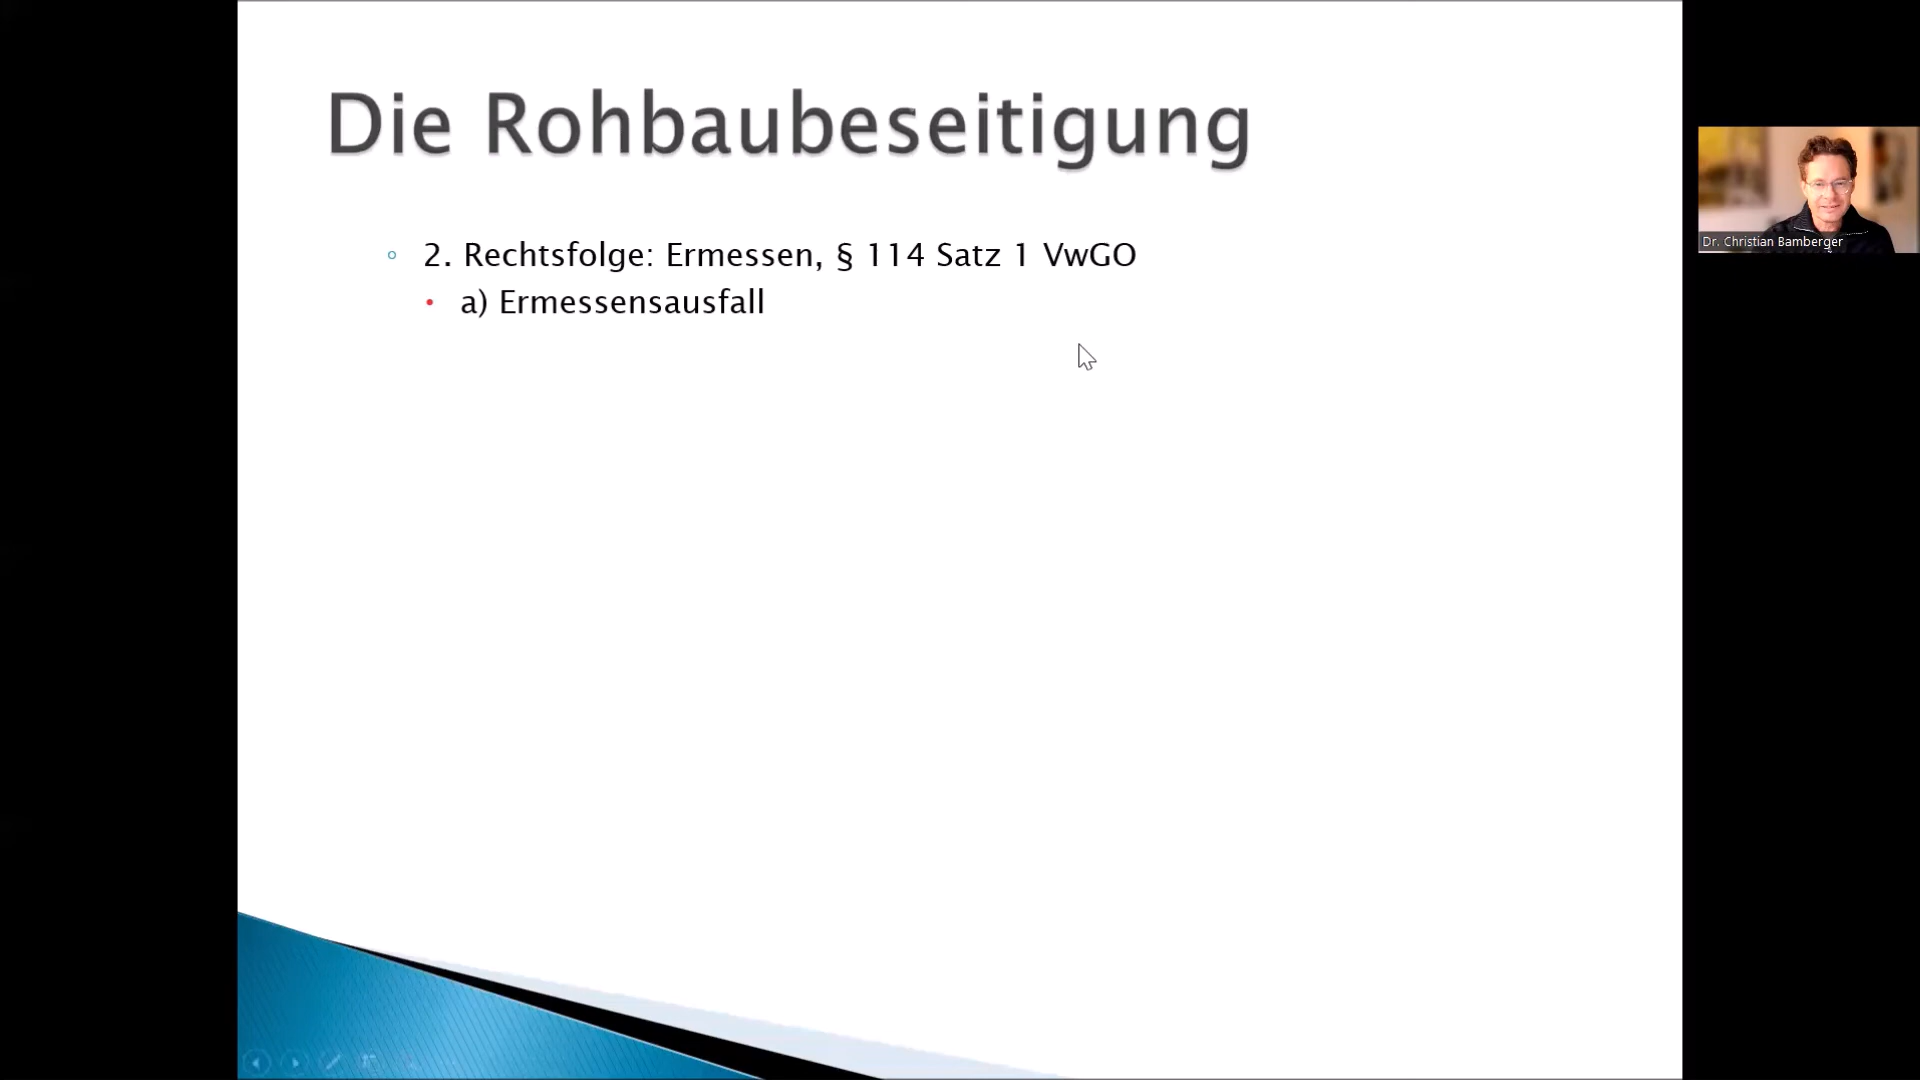 Die Rohbaubeseitigung
2. Rechtsfolge: Ermessen, § 114 Satz 1 VwGO
a) Ermessensausfall
Dr. Christian Bamberger